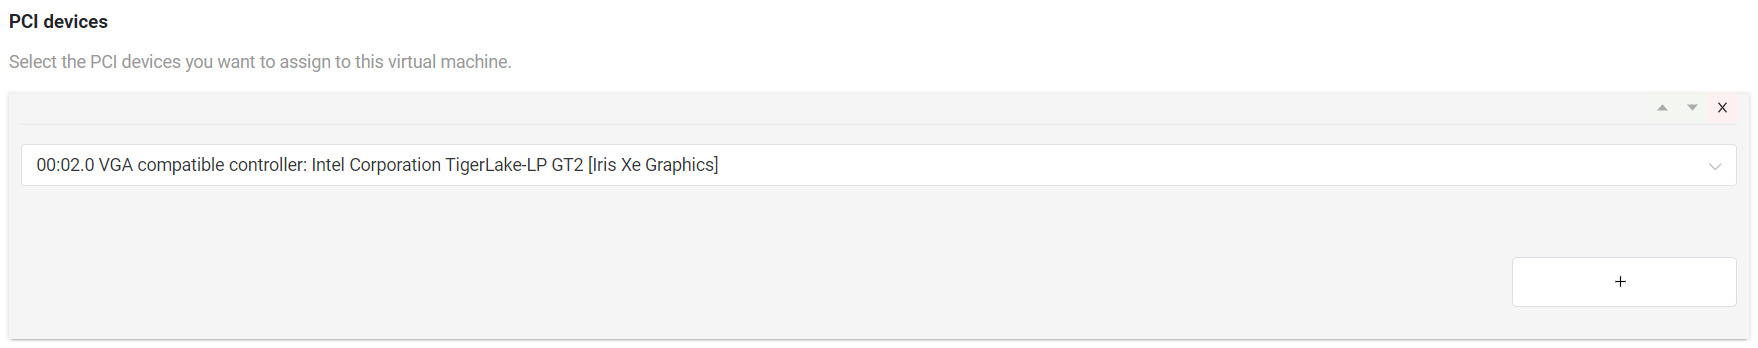 PCI devices
Select the PCI devices you want to assign to this virtual machine.
X
00:02.0 VGA compatible controller: Intel Corporation TigerLake-LP GT2 [Iris Xe Graphics]
+